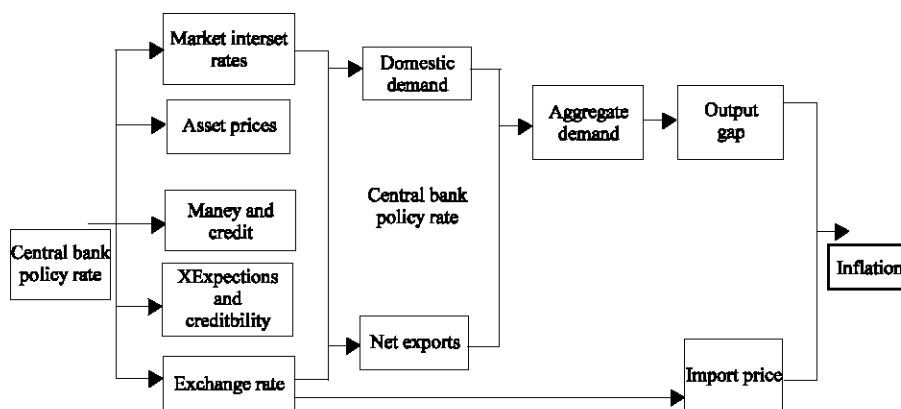 Market interset
rates
Asset prices
Maney and
credit
Central bank
policy rate
XExpections
and
creditbility
Exchange rate
Domestic
demand
Central bank
policy rate
Net exports
Aggregate
demand
Output
gap
Import price
Inflation